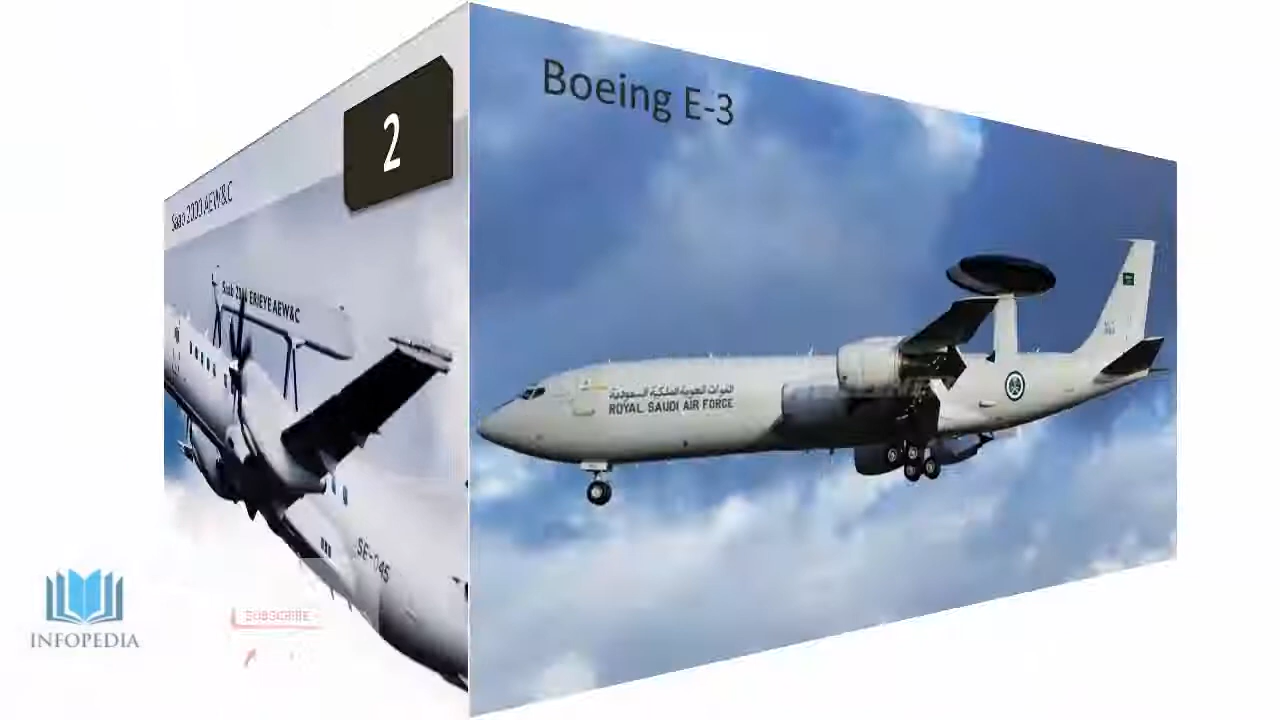 Boeing E-3
2
Saab 2000 AEW&C
Saab 2000 ERIEYE AEW&C
القوات الجوية الملكية السعودية
ROYAL SAUDI AIR FORCE
SE-045
INFOPEDIA
SUBSCRIBE